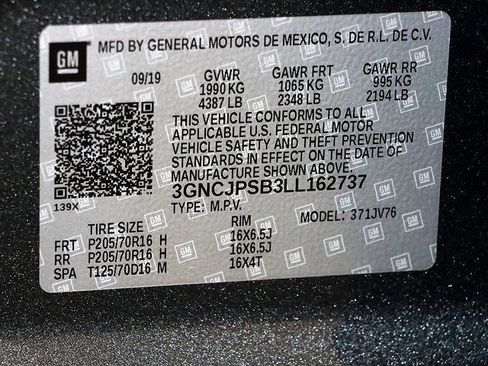 GM
MFD BY GENERAL MOTORS DE MEXICO, S. DE R.L. DE C.V.
09/19 GVWR GAWR FRT GAWR RR
1990 KG 1065 KG 995 KG
4387 LB 2348 LB 2194 LB
THIS VEHICLE CONFORMS TO ALL
APPLICABLE U.S. FEDERAL MOTOR
VEHICLE SAFETY AND THEFT PREVENTION
STANDARDS IN EFFECT ON THE DATE OF
MANUFACTURE SHOWN ABOVE.
139X 3GNCJPSB3LL162737
TYPE: M.P.V. MODEL: 371JV76
TIRE SIZE RIM
FRT P205/70R16 H 16X6.5J
RR P205/70R16 H 16X6.5J
SPA T125/70D16 M 16X4T